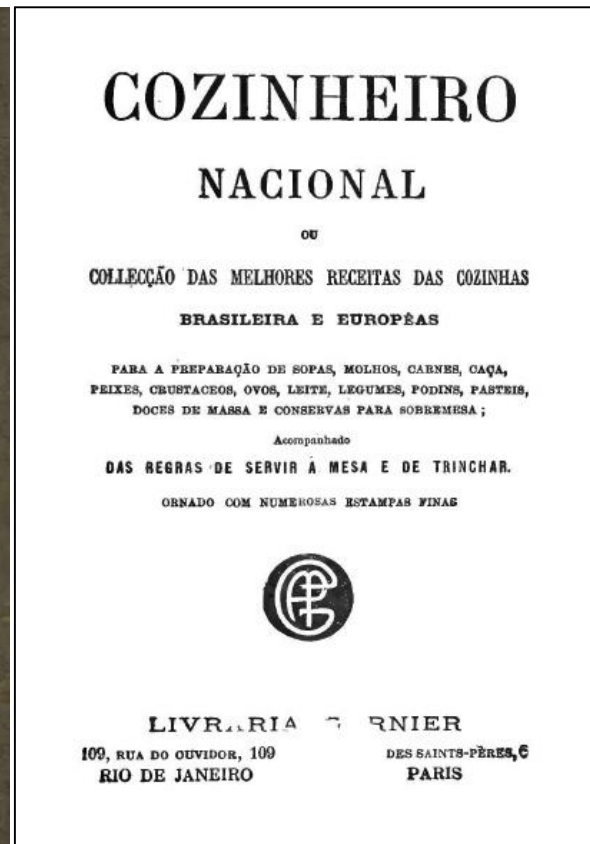 COZINHEIRO
NACIONAL
OU
COLLECÇÃO DAS MELHORES RECEITAS DAS COZINHAS
BRASILEIRA E EUROPÉAS
PARA A PREPARAÇÃO DE SOPAS, MOLHOS, CARNES, CAÇA,
PEIXES, CRUSTACEOS, OVOS, LEITE, LEGUMES, PODINS, PASTEIS,
DOCES DE MASSA E CONSERVAS PARA SOBREMESA ;
Acompanhado
DAS REGRAS DE SERVIR Á MESA E DE TRINCHAR.
ORNADO COM NUMEROSAS ESTAMPAS FINAS
LIVRARIA
109, RUA DO OUVIDOR, 109
RIO DE JANEIRO
DES SAINTS-PÈRES, 6
PARIS